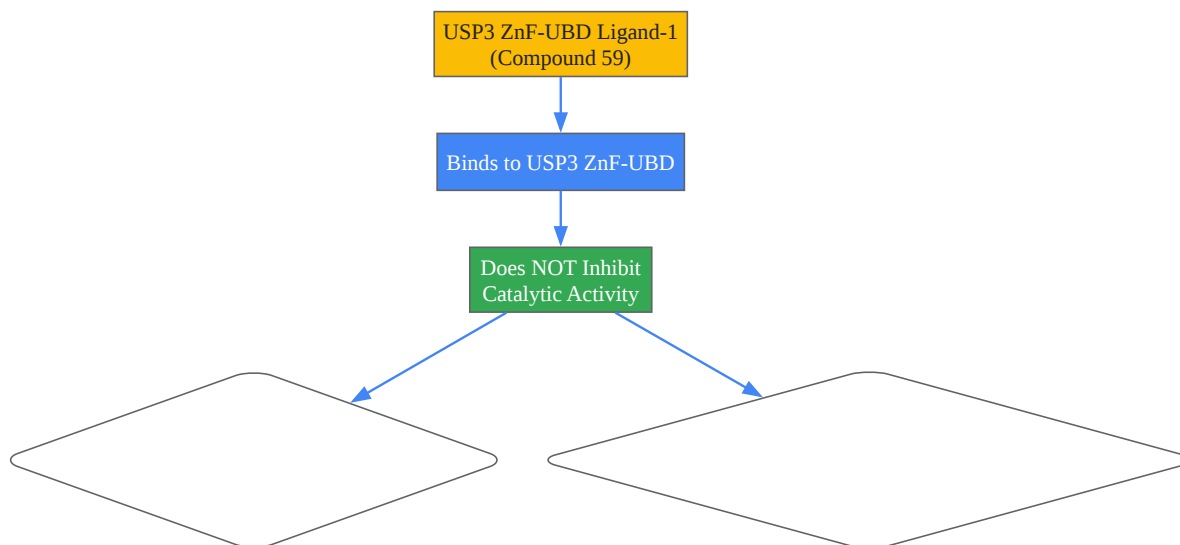 USP3 ZnF-UBD Ligand-1
(Compound 59)
Binds to USP3 ZnF-UBD
Does NOT Inhibit
Catalytic Activity